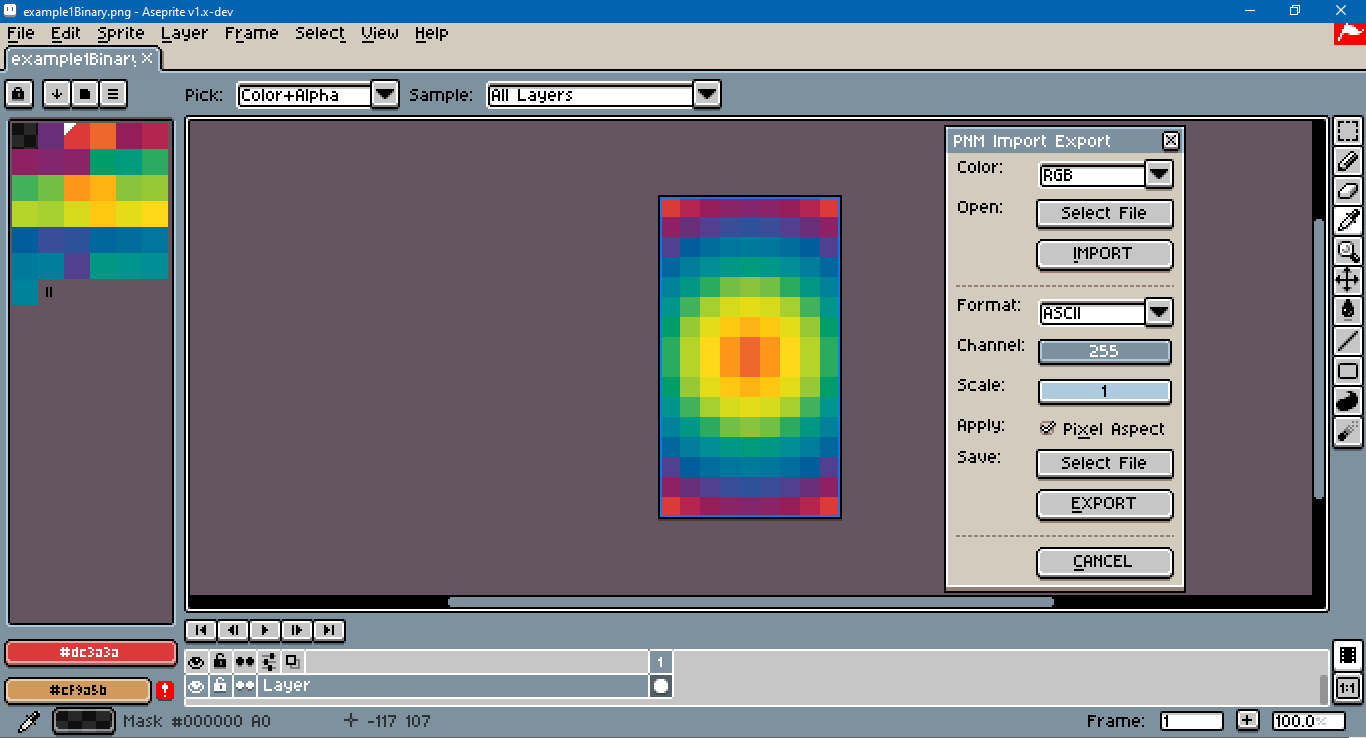 example1Binary.png - Aseprite v1.x-dev
File Edit Sprite Layer Frame Select View Help
example1Binary
Pick: Color+Alpha Sample: All Layers
PNM Import Export
Color: RGB
Open: Select File
IMPORT
Format: ASCII
Channel: 255
Scale: 1
Apply: Pixel Aspect
Save: Select File
EXPORT
CANCEL
#dc3a3a
1
#cf9a5b
!
Layer
1:1
Mask #000000 A0
-117 107
Frame: 1
100.0%